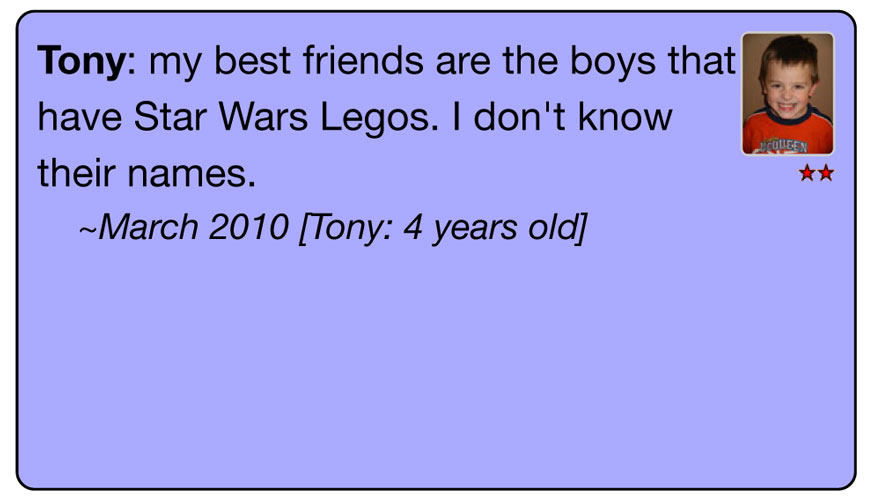 Tony: my best friends are the boys that
have Star Wars Legos. I don't know
their names.
~March 2010 [Tony: 4 years old]
MCQUEEN